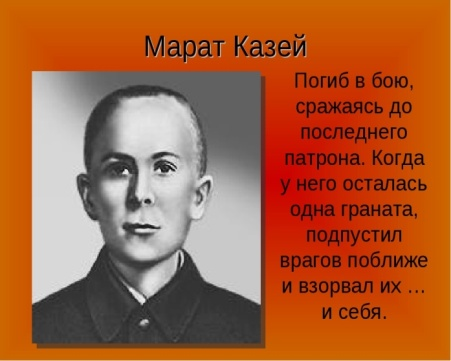 Марат Казей
Погиб в бою,
сражаясь до
последнего
патрона. Когда
у него осталась
одна граната,
подпустил
врагов поближе
и взорвал их …
и себя.